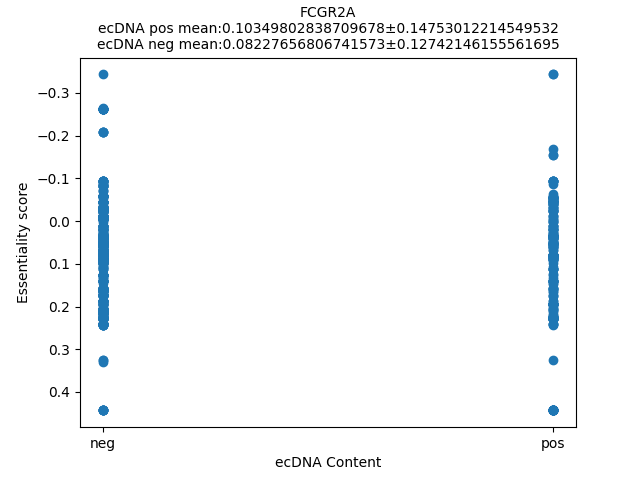 FCGR2A
ecDNA pos mean:0.10349802838709678±0.14753012214549532
ecDNA neg mean:0.08227656806741573±0.12742146155561695
−0.3
−0.2
−0.1
0.0
0.1
0.2
0.3
0.4
Essentiality score
neg pos
ecDNA Content